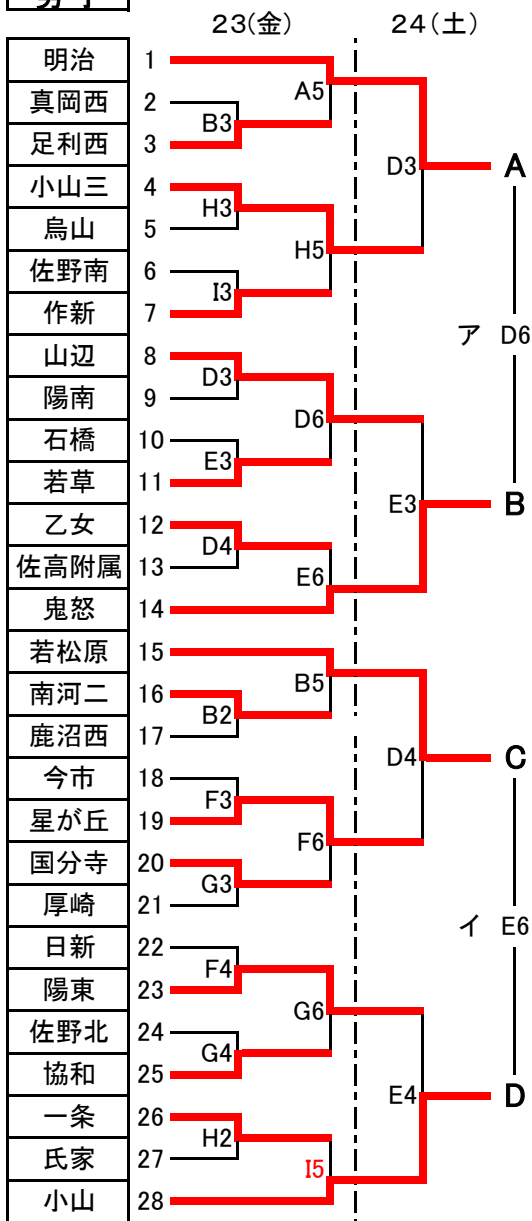 男子
23(金) 24(土)
明治 1
真岡西 2
足利西 3
小山三 4
烏山 5
佐野南 6
作新 7
山辺 8
陽南 9
石橋 10
若草 11
乙女 12
佐高附属 13
鬼怒 14
若松原 15
南河二 16
鹿沼西 17
今市 18
星が丘 19
国分寺 20
厚崎 21
日新 22
陽東 23
佐野北 24
協和 25
一条 26
氏家 27
小山 28
B3
H3
I3
D3
E3
D4
B2
F3
G3
F4
G4
H2
A5
H5
D6
E6
B5
F6
G6
I5
D3
E3
D4
E4
A
B
C
D
ア D6
イ E6